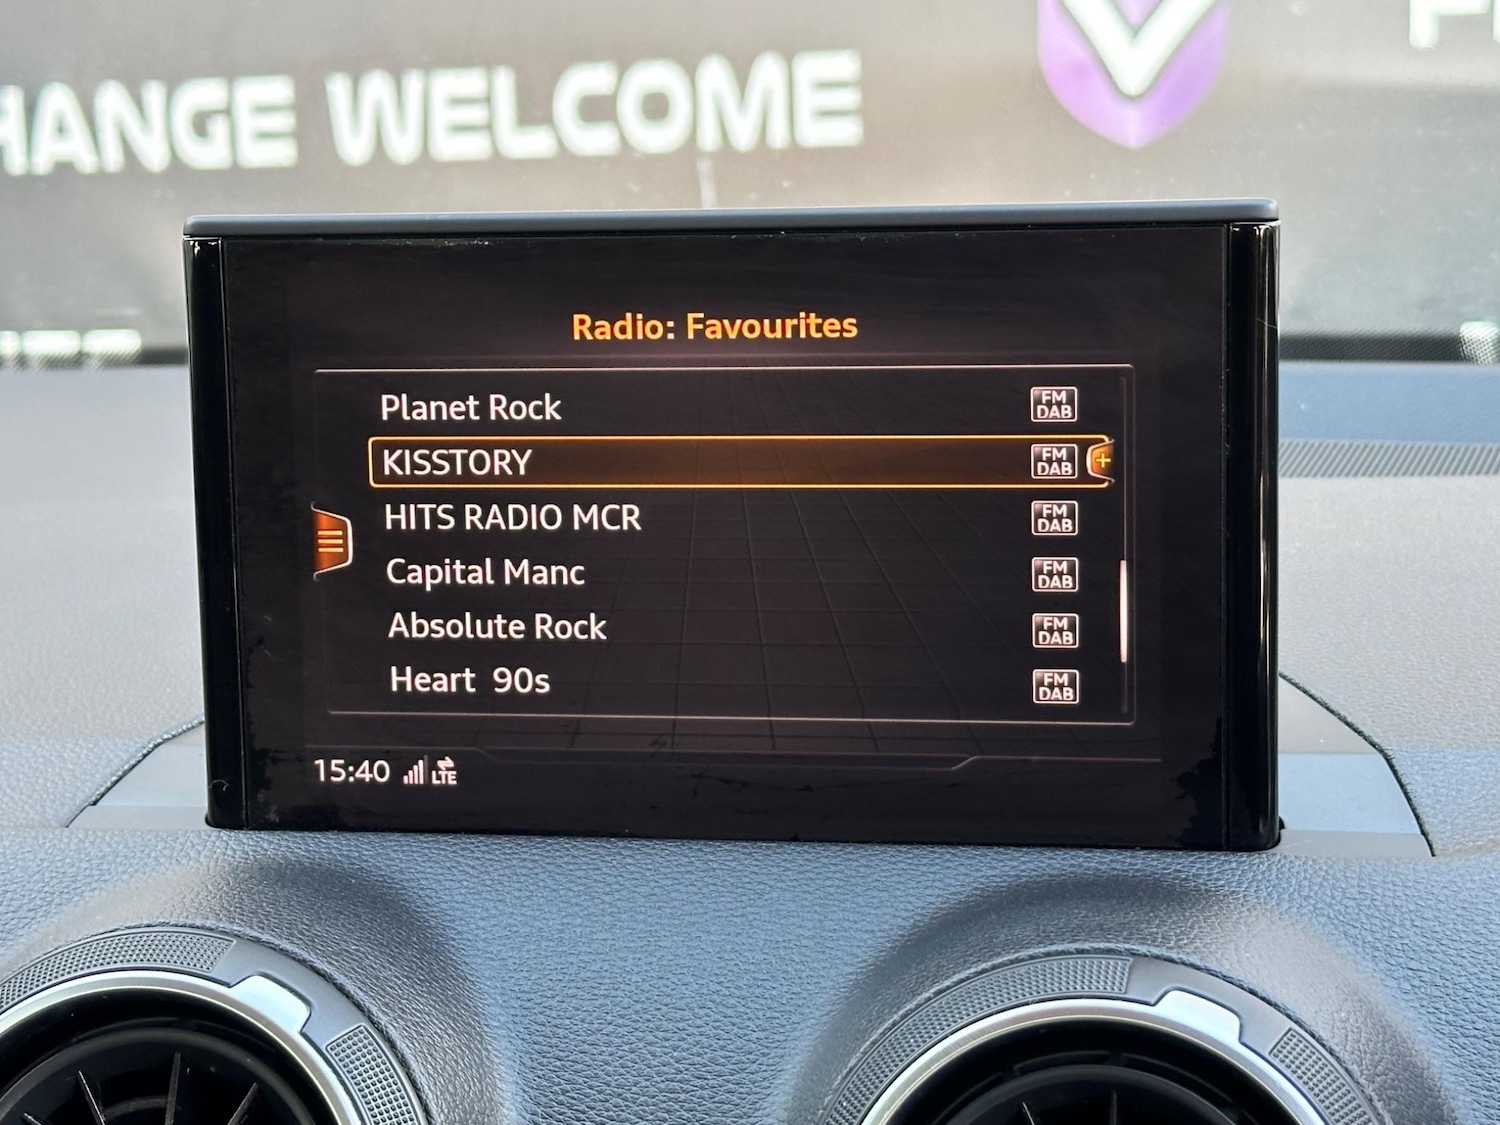 HANGE WELCOME
Radio: Favourites
Planet Rock FM DAB
KISSTORY FM DAB +
HITS RADIO MCR FM DAB
Capital Manc FM DAB
Absolute Rock FM DAB
Heart 90s FM DAB
15:40 LTE